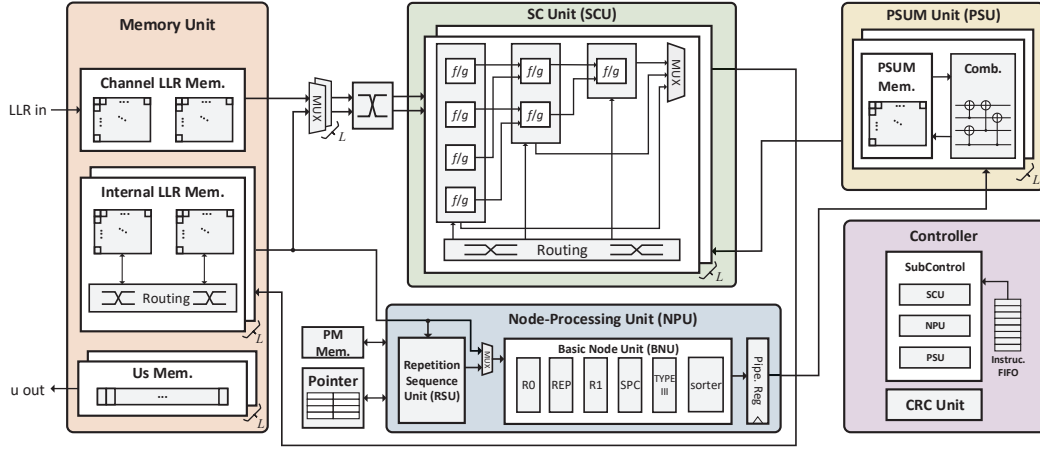 Memory Unit
Channel LLR Mem.
LLR in
Internal LLR Mem.
Routing
L
Us Mem.
...
u out
L
MUX
L
SC Unit (SCU)
f/g
f/g
f/g
f/g
f/g
f/g
f/g
MUX
Routing
L
PSUM Unit (PSU)
PSUM
Mem.
Comb.
L
Node-Processing Unit (NPU)
PM
Mem.
Pointer
Repetition
Sequence
Unit (RSU)
MUX
Basic Node Unit (BNU)
R0
REP
R1
SPC
TYPE
III
sorter
Pipe. Reg
Controller
SubControl
SCU
NPU
PSU
Instruc.
FIFO
CRC Unit